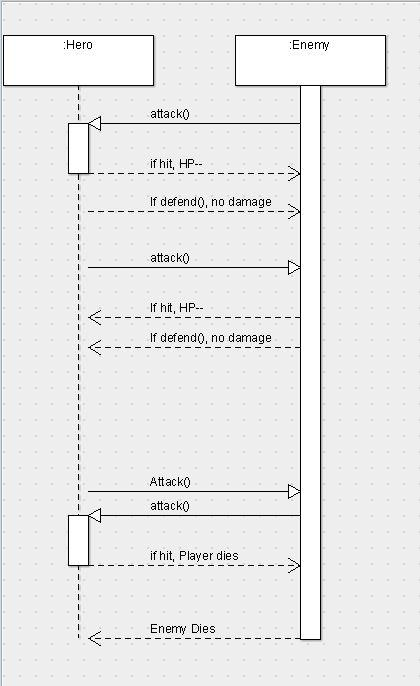 :Hero
:Enemy
attack()
if hit, HP--
If defend(), no damage
attack()
If hit, HP--
If defend(), no damage
Attack()
attack()
if hit, Player dies
Enemy Dies